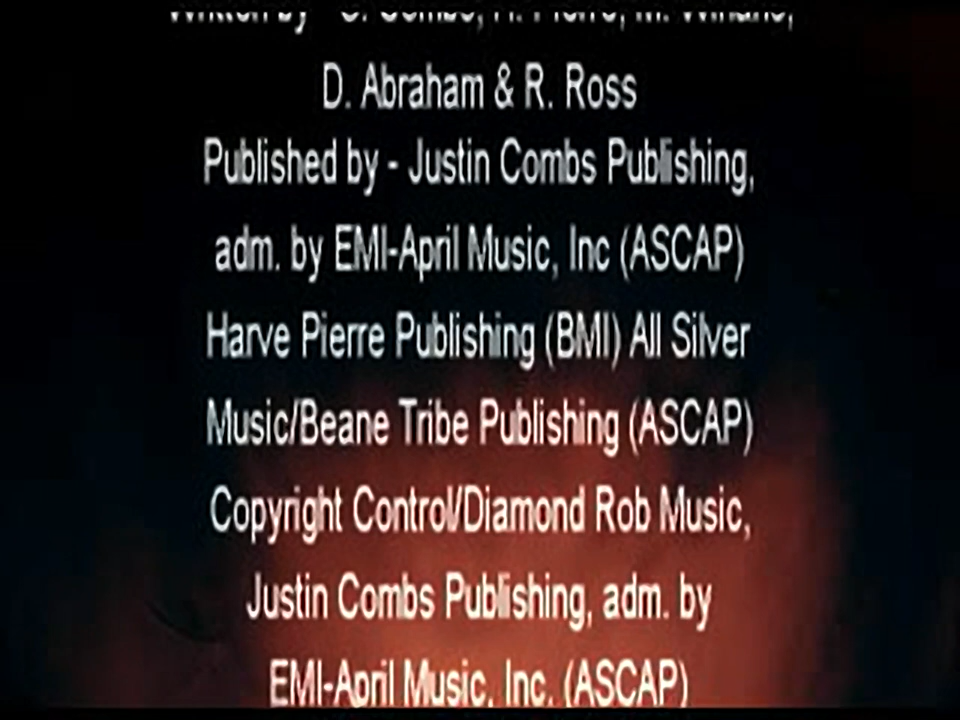 D. Abraham & R. Ross
Published by - Justin Combs Publishing,
adm. by EMI-April Music, Inc (ASCAP)
Harve Pierre Publishing (BMI) All Silver
Music/Beane Tribe Publishing (ASCAP)
Copyright Control/Diamond Rob Music,
Justin Combs Publishing, adm. by
EMI-April Music, Inc. (ASCAP)